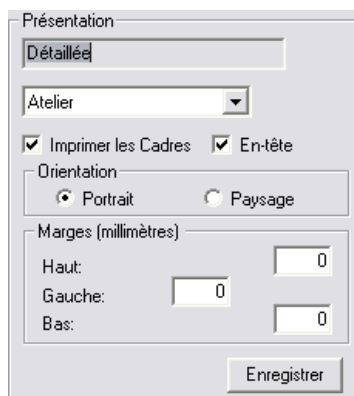 Présentation
Détaillée
Atelier
Imprimer les Cadres En-tête
Orientation
Portrait Paysage
Marges (millimètres)
Haut: 0
Gauche: 0
Bas: 0
Enregistrer